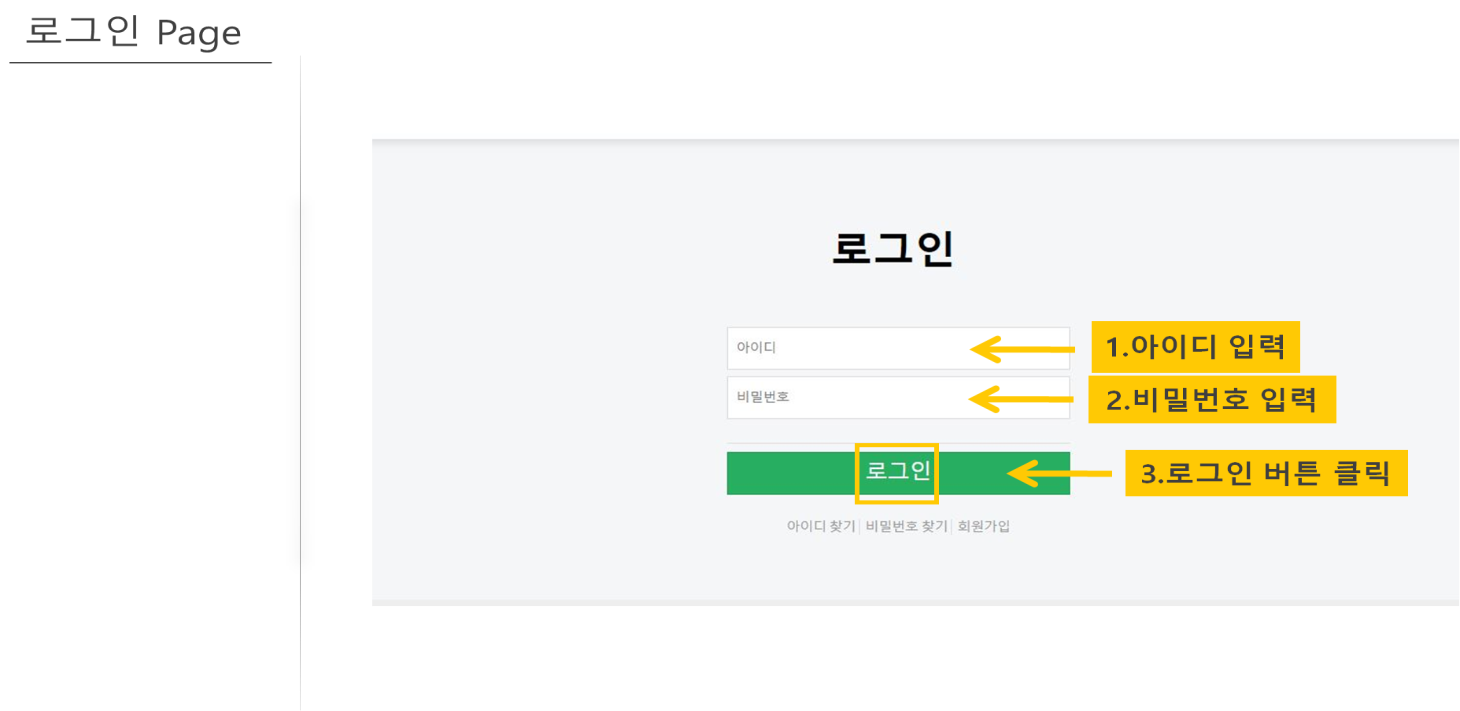 로그인 Page
로그인
아이디
1.아이디 입력
비밀번호
2.비밀번호 입력
로그인
3.로그인 버튼 클릭
아이디 찾기 비밀번호 찾기 회원가입